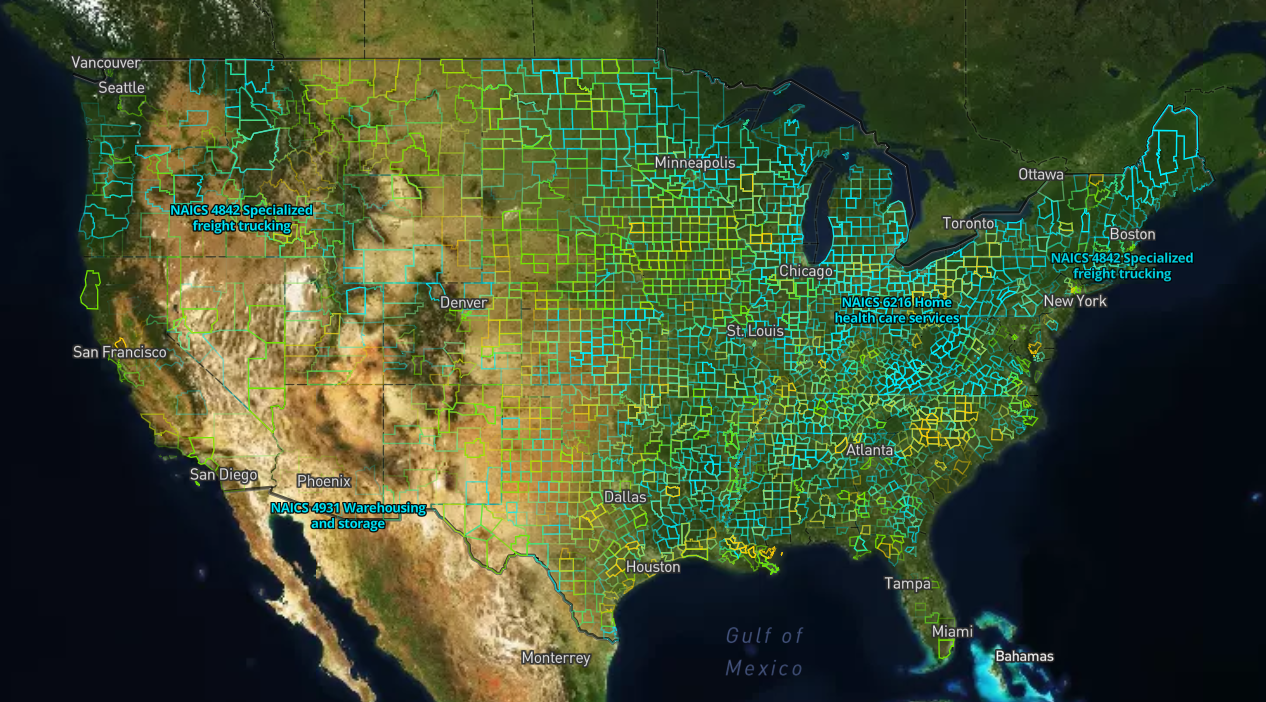 Vancouver
Seattle
Minneapolis
Ottawa
NAICS 4842 Specialized
freight trucking
Toronto
Boston
NAICS 4842 Specialized
freight trucking
Chicago
Denver
NAICS 6216 Home
health care services
New York
St. Louis
San Francisco
Atlanta
San Diego
Phoenix
Dallas
NAICS 4931 Warehousing
and storage
Houston
Tampa
Gulf of
Mexico
Miami
Monterrey
Bahamas